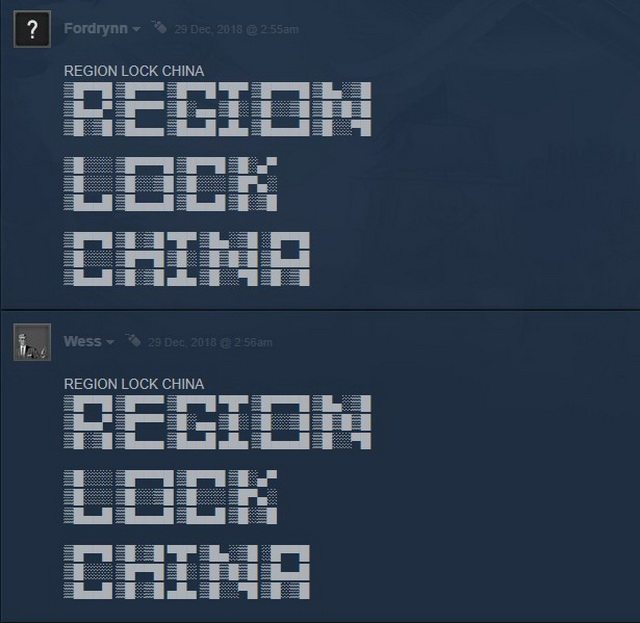 ?
Fordrynn 29 Dec, 2018 @ 2:55am
REGION LOCK CHINA
REGION
LOCK
CHINA
Wess 29 Dec, 2018 @ 2:56am
REGION LOCK CHINA
REGION
LOCK
CHINA